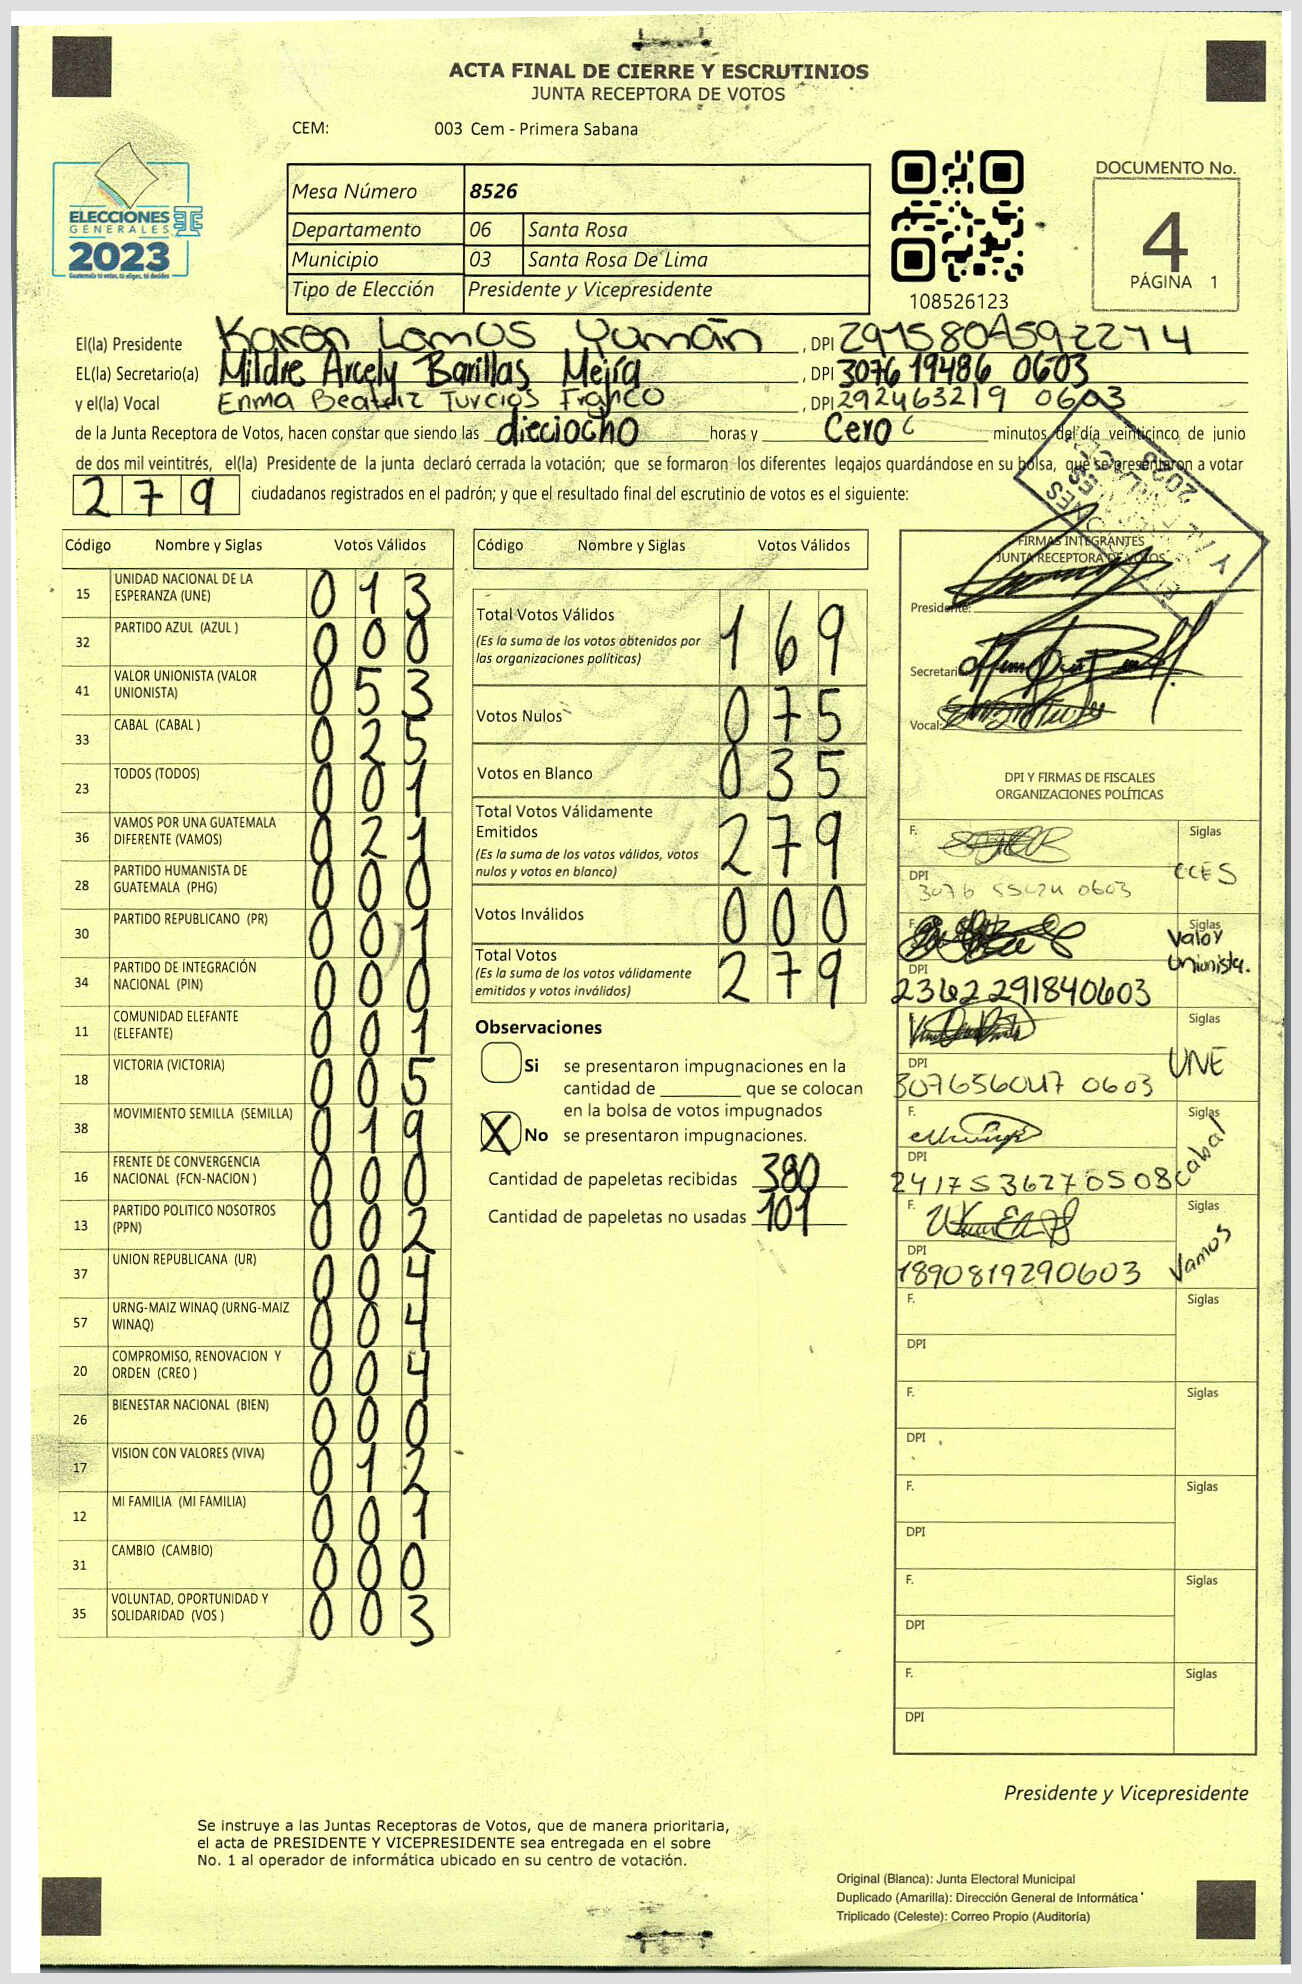 ACTA FINAL DE CIERRE Y ESCRUTINIOS
JUNTA RECEPTORA DE VOTOS
CEM: 003 Cem - Primera Sabana
ELECCIONES
GENERALES
2023
Guatemala tú votas, tú eliges, tú decides
Mesa Número 8526
Departamento 06 Santa Rosa
Municipio 03 Santa Rosa De Lima
Tipo de Elección Presidente y Vicepresidente
108526123
DOCUMENTO No.
4
PÁGINA 1
El(la) Presidente Karen Lemus Yumán , DPI
EL(la) Secretario(a) Mildre Arcely Barillas Mejía , DPI 3076 19486 0603
y el(la) Vocal Enma Beatriz Turcios Franco , DPI 292463219 0603
de la Junta Receptora de Votos, hacen constar que siendo las dieciocho horas y Cero minutos del día veinticinco de junio
de dos mil veintitrés, el(la) Presidente de la junta declaró cerrada la votación; que se formaron los diferentes legajos guardándose en su bolsa, que se presentaron a votar
279 ciudadanos registrados en el padrón; y que el resultado final del escrutinio de votos es el siguiente:
Código Nombre y Siglas Votos Válidos
15 UNIDAD NACIONAL DE LA ESPERANZA (UNE) 013
32 PARTIDO AZUL (AZUL ) 000
41 VALOR UNIONISTA (VALOR UNIONISTA) 053
33 CABAL (CABAL ) 025
23 TODOS (TODOS) 001
36 VAMOS POR UNA GUATEMALA DIFERENTE (VAMOS) 021
28 PARTIDO HUMANISTA DE GUATEMALA (PHG) 000
30 PARTIDO REPUBLICANO (PR) 001
34 PARTIDO DE INTEGRACIÓN NACIONAL (PIN) 000
11 COMUNIDAD ELEFANTE (ELEFANTE) 001
18 VICTORIA (VICTORIA) 005
38 MOVIMIENTO SEMILLA (SEMILLA) 019
16 FRENTE DE CONVERGENCIA NACIONAL (FCN-NACION ) 000
13 PARTIDO POLITICO NOSOTROS (PPN) 002
37 UNION REPUBLICANA (UR) 004
57 URNG-MAIZ WINAQ (URNG-MAIZ WINAQ) 004
20 COMPROMISO, RENOVACION Y ORDEN (CREO ) 004
26 BIENESTAR NACIONAL (BIEN) 000
17 VISION CON VALORES (VIVA) 012
12 MI FAMILIA (MI FAMILIA) 001
31 CAMBIO (CAMBIO) 000
35 VOLUNTAD, OPORTUNIDAD Y SOLIDARIDAD (VOS ) 003
Código Nombre y Siglas Votos Válidos
Total Votos Válidos 169
(Es la suma de los votos obtenidos por
las organizaciones políticas)
Votos Nulos 075
Votos en Blanco 035
Total Votos Válidamente
Emitidos 279
(Es la suma de los votos válidos, votos
nulos y votos en blanco)
Votos Inválidos 000
Total Votos 279
(Es la suma de los votos válidamente
emitidos y votos inválidos)
Observaciones
Si se presentaron impugnaciones en la
cantidad de ________ que se colocan
en la bolsa de votos impugnados
X No se presentaron impugnaciones.
Cantidad de papeletas recibidas 380
Cantidad de papeletas no usadas 101
FIRMAS INTEGRANTES
JUNTA RECEPTORA DE VOTOS
Presidente:
Secretario
Vocal:
DPI Y FIRMAS DE FISCALES
ORGANIZACIONES POLÍTICAS
F. Siglas
DPI
F. Siglas Valor Unionista.
DPI 2362 291840603
Siglas UNE
DPI
F. Siglas Cabal
DPI 2417536270508
F. Siglas Vamos
DPI 1890819290603
F. Siglas
DPI
F. Siglas
DPI
F. Siglas
DPI
F. Siglas
DPI
F. Siglas
DPI
Presidente y Vicepresidente
Se instruye a las Juntas Receptoras de Votos, que de manera prioritaria,
el acta de PRESIDENTE Y VICEPRESIDENTE sea entregada en el sobre
No. 1 al operador de informática ubicado en su centro de votación.
Original (Blanca): Junta Electoral Municipal
Duplicado (Amarilla): Dirección General de Informática
Triplicado (Celeste): Correo Propio (Auditoría)